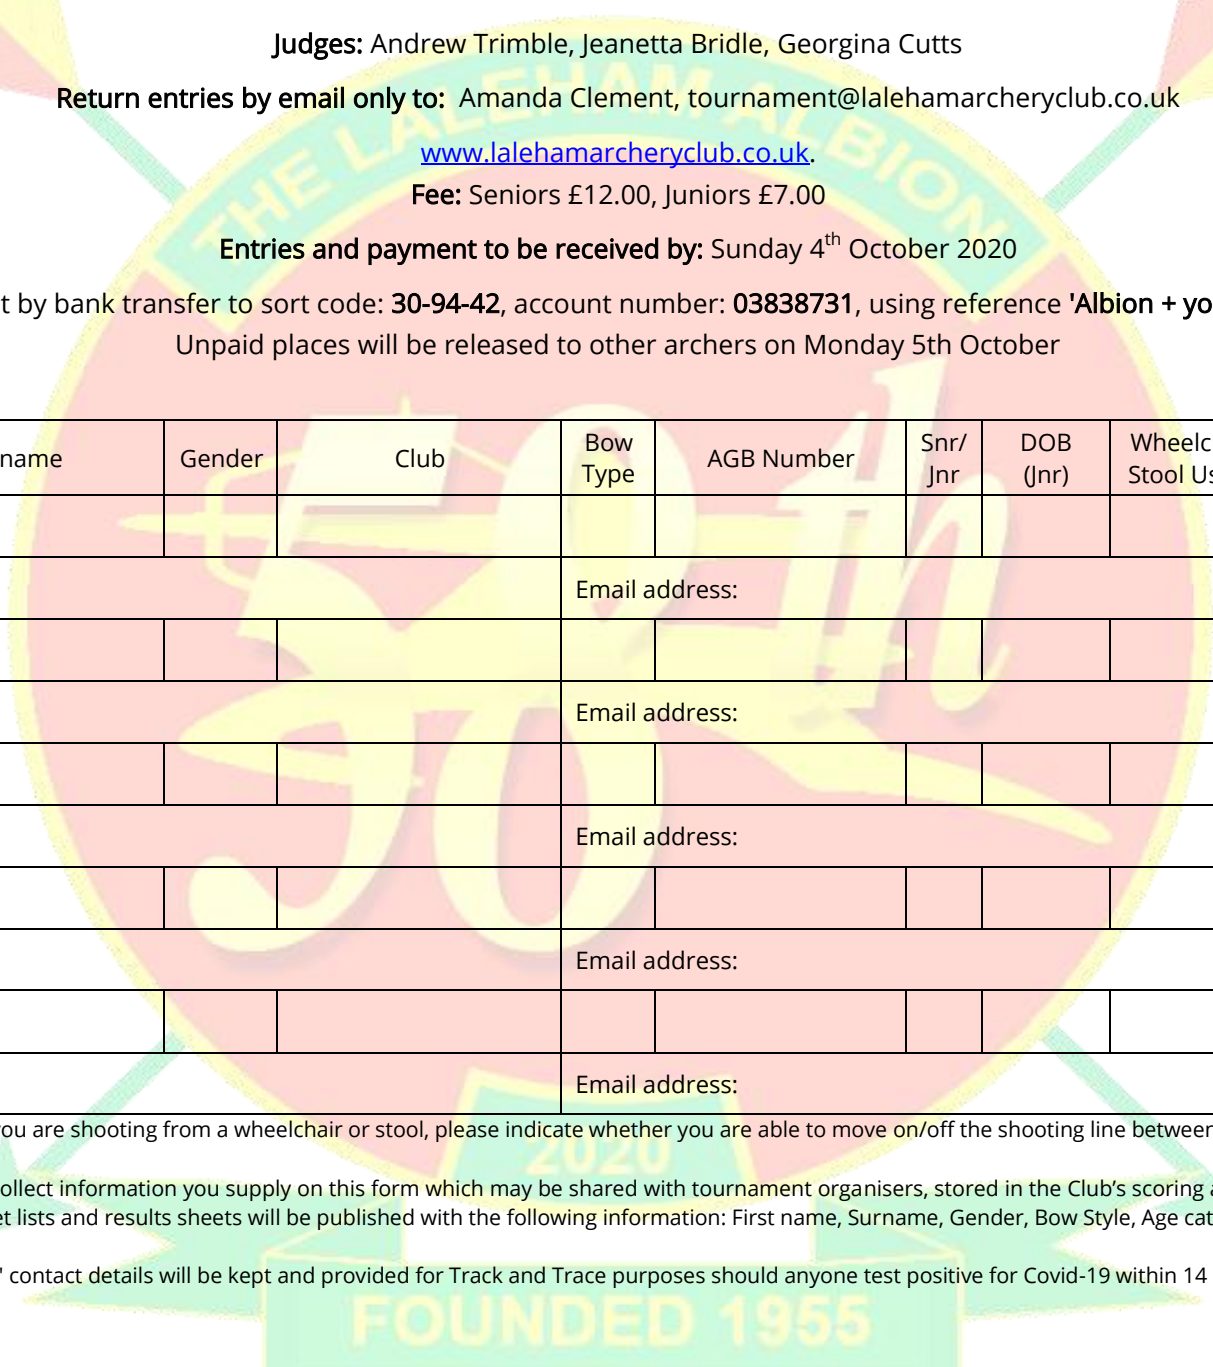 Judges: Andrew Trimble, Jeanetta Bridle, Georgina Cutts
Return entries by email only to: Amanda Clement, tournament@lalehamarcheryclub.co.uk
www.lalehamarcheryclub.co.uk.
Fee: Seniors £12.00, Juniors £7.00
Entries and payment to be received by: Sunday 4th October 2020
t by bank transfer to sort code: 30-94-42, account number: 03838731, using reference 'Albion + yo
Unpaid places will be released to other archers on Monday 5th October
name Gender Club Bow Type AGB Number Snr/ Jnr DOB (Jnr) Wheelc Stool Us
Email address:
Email address:
Email address:
Email address:
Email address:
ou are shooting from a wheelchair or stool, please indicate whether you are able to move on/off the shooting line between
ollect information you supply on this form which may be shared with tournament organisers, stored in the Club’s scoring a
et lists and results sheets will be published with the following information: First name, Surname, Gender, Bow Style, Age cat
' contact details will be kept and provided for Track and Trace purposes should anyone test positive for Covid-19 within 14
THE LALEHAM ALBION
50th
50
2020
FOUNDED 1955